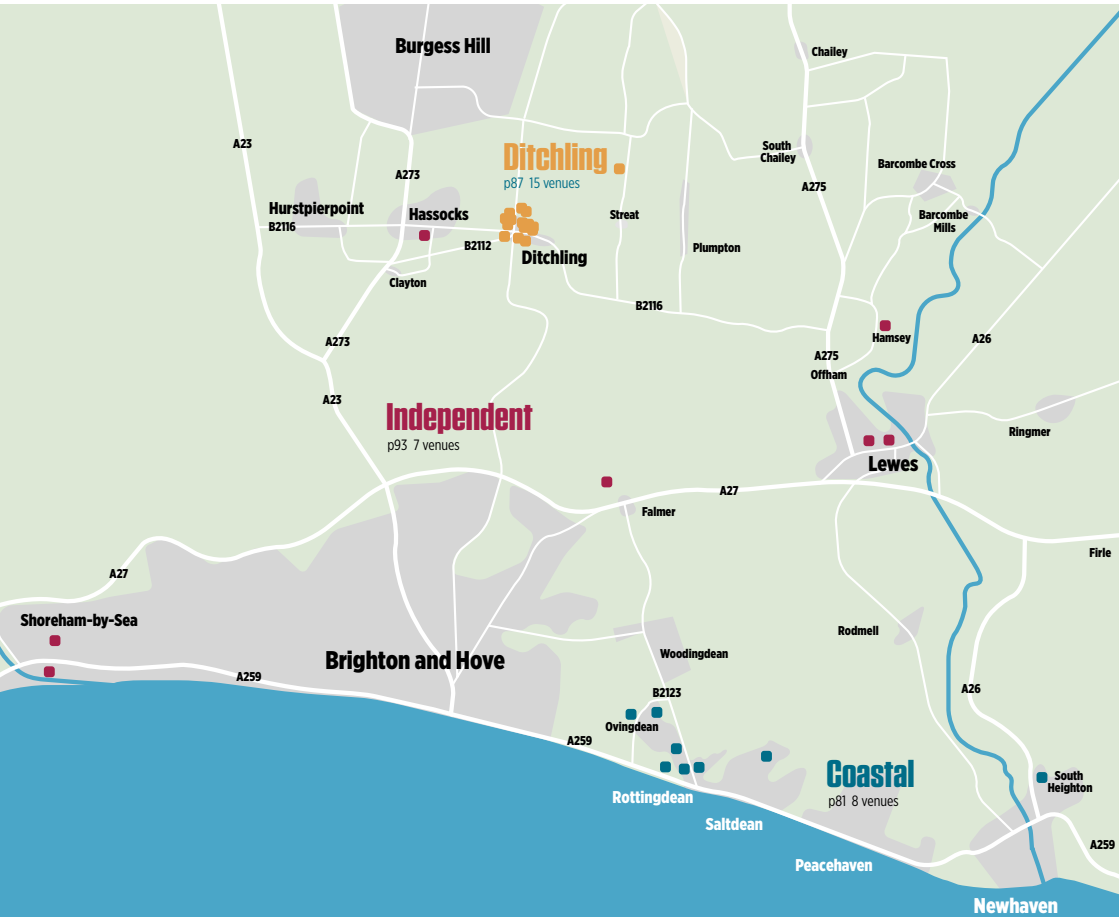 Burgess Hill
Chailey
A23
Ditchling
p87 15 venues
South
Chailey
A273
Barcombe Cross
A275
Hurstpierpoint
Hassocks
Streat
Barcombe
Mills
B2116
B2112
Plumpton
Ditchling
Clayton
B2116
Hamsey
A26
A273
A275
Offham
A23
Independent
p93 7 venues
Ringmer
Lewes
A27
Falmer
Firle
A27
Shoreham-by-Sea
Rodmell
Brighton and Hove
Woodingdean
A259
B2123
A26
Ovingdean
A259
Coastal
p81 8 venues
South
Heighton
Rottingdean
Saltdean
A259
Peacehaven
Newhaven